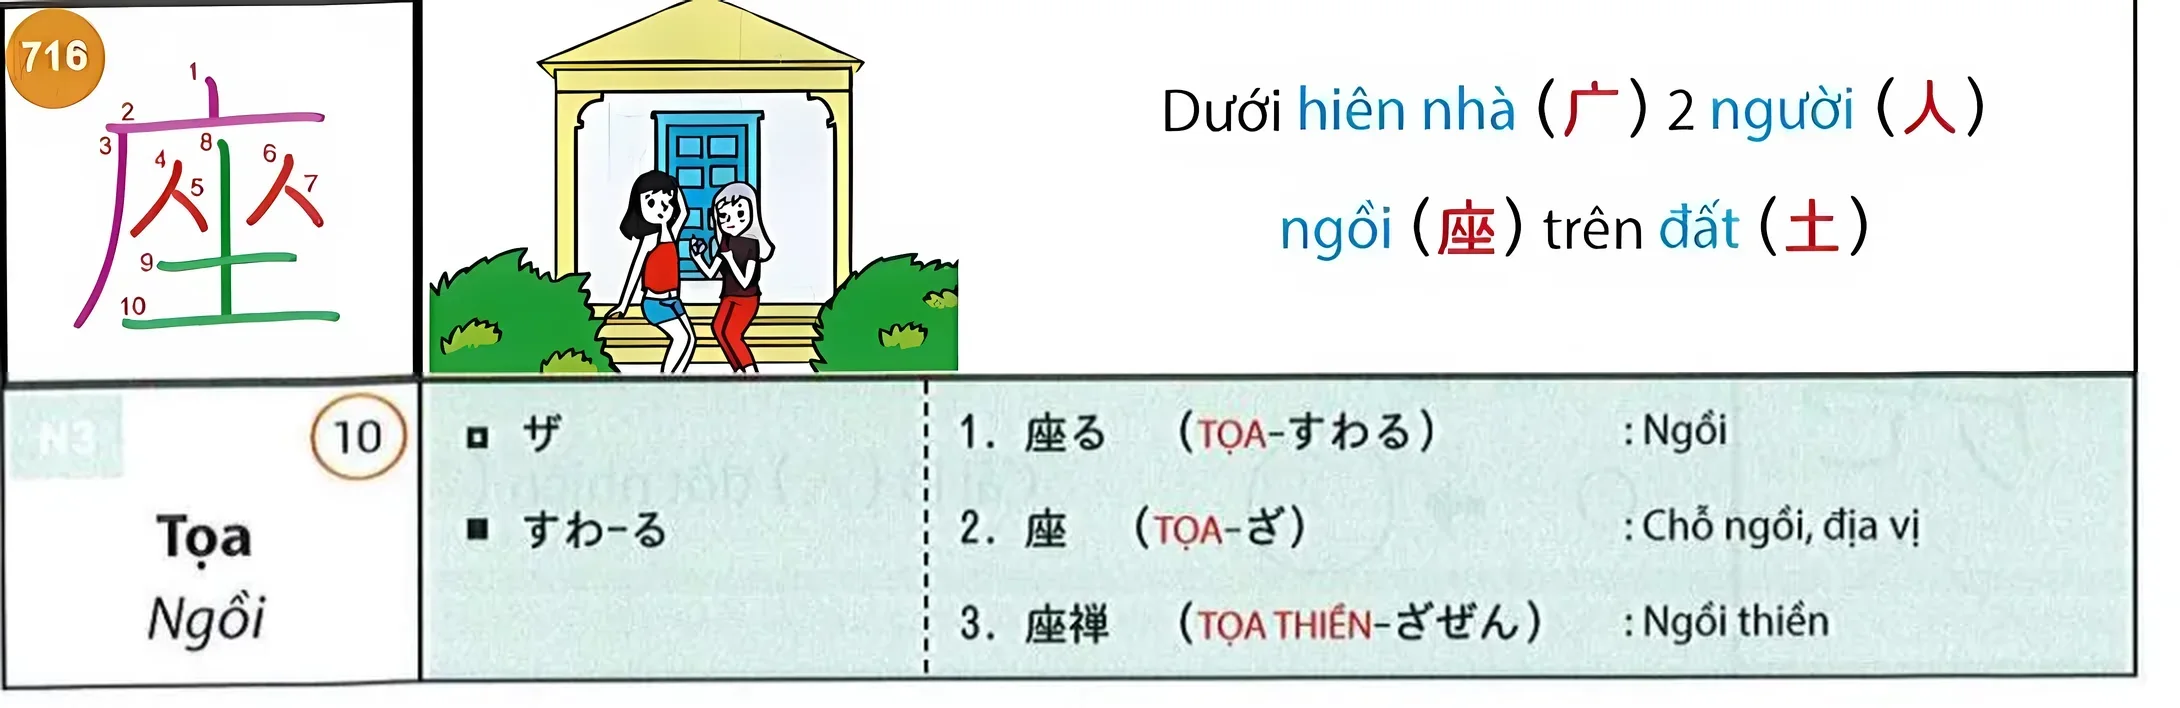 716
1
2
3
4
5
6
7
8
9
10
Dưới hiên nhà (广) 2 người (人)
ngồi (座) trên đất (土)
N3
10
Tọa
Ngồi
ザ
すわ-る
1. 座る (TỌA-すわる) : Ngồi
2. 座 (TỌA-ざ) : Chỗ ngồi, địa vị
3. 座禅 (TỌA THIỀN-ざぜん) : Ngồi thiền